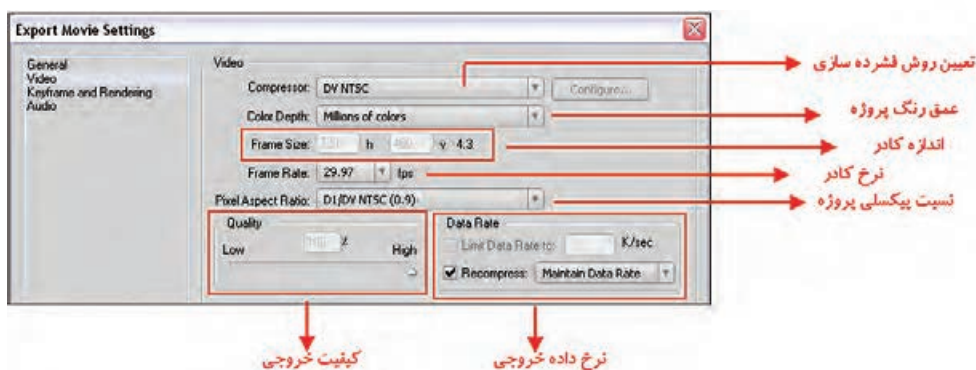 Export Movie Settings
General
Video
Keyframe and Rendering
Audio
Video
Compressor: DV NTSC Configure...
Color Depth: Millions of colors
Frame Size: h v 4:3
Frame Rate: 29.97 fps
Pixel Aspect Ratio: D1/DV NTSC (0.9)
Quality
Low % High
Data Rate
Limit Data Rate to: K/sec
Recompress: Maintain Data Rate
تعیین روش فشرده سازی
عمق رنگ پروژه
اندازه کادر
نرخ کادر
نسبت پیکسلی پروژه
کیفیت خروجی
نرخ داده خروجی